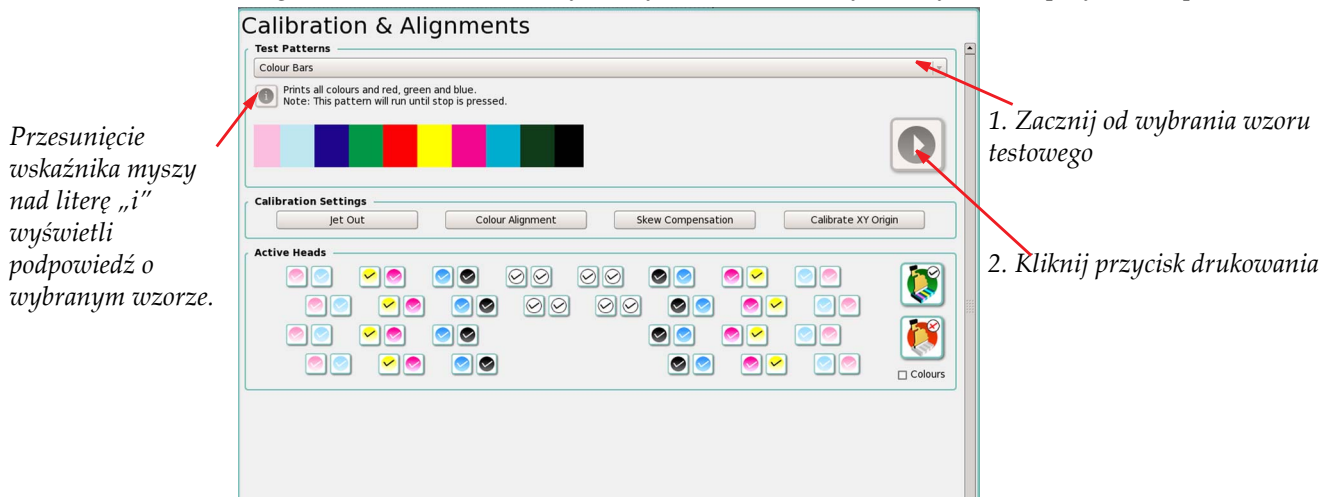 Calibration & Alignments
Test Patterns
Colour Bars
Prints all colours and red, green and blue.
Note: This pattern will run until stop is pressed.
Calibration Settings
Jet Out
Colour Alignment
Skew Compensation
Calibrate XY Origin
Active Heads
Colours
Przesunięcie
wskaźnika myszy
nad literę „i”
wyświetli
podpowiedź o
wybranym wzorze.
1. Zacznij od wybrania wzoru
testowego
2. Kliknij przycisk drukowania